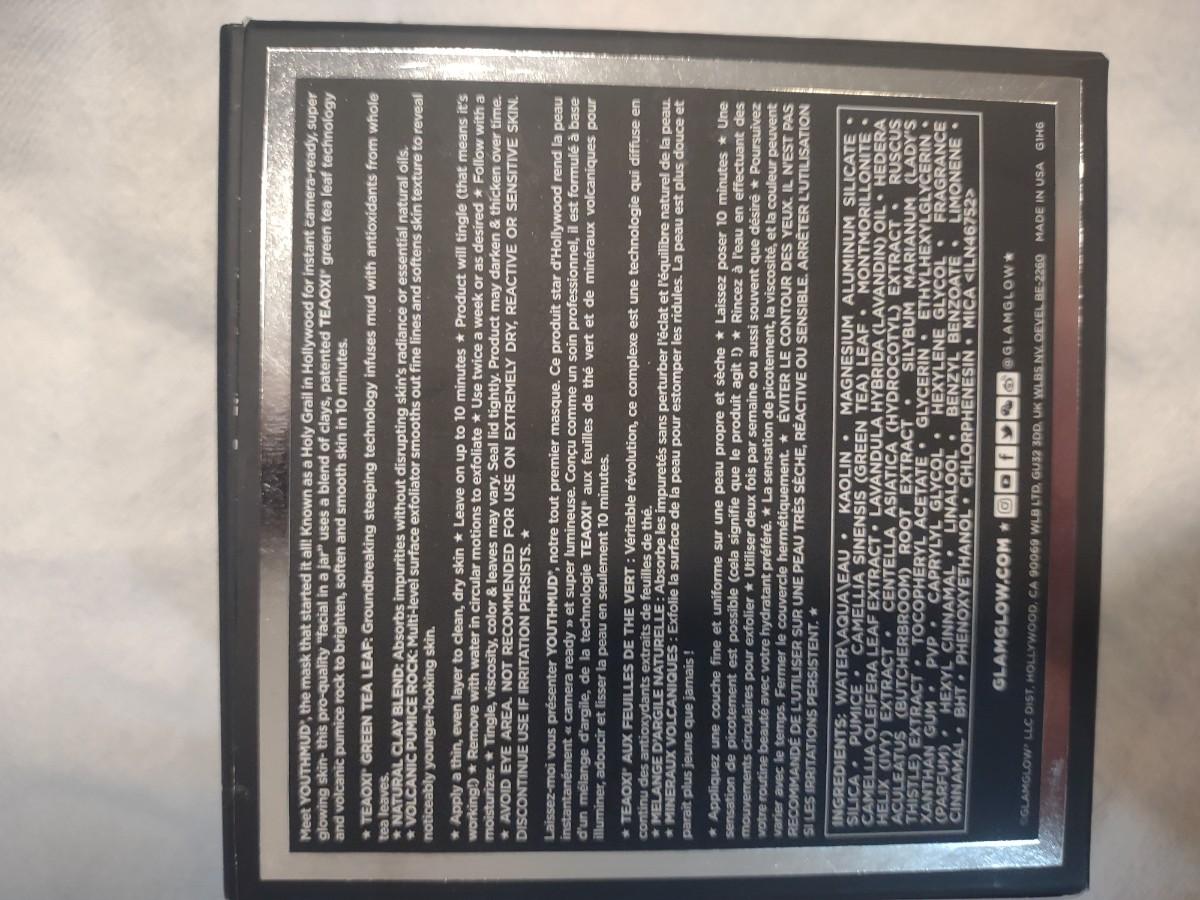 Meet YOUTHMUD®, the mask that started it all! Known as a Holy Grail in Hollywood for instant camera-ready, super
glowing skin- this pro-quality "facial in a jar" uses a blend of clays, patented TEAOXI® green tea leaf technology
and volcanic pumice rock to brighten, soften and smooth skin in 10 minutes.
★ TEAOXI® GREEN TEA LEAF: Groundbreaking steeping technology infuses mud with antioxidants from whole
tea leaves.
★ NATURAL CLAY BLEND: Absorbs impurities without disrupting skin's radiance or essential natural oils.
★ VOLCANIC PUMICE ROCK: Multi-level surface exfoliator smooths out fine lines and softens skin texture to reveal
noticeably younger-looking skin.
★ Apply a thin, even layer to clean, dry skin ★ Leave on up to 10 minutes ★ Product will tingle (that means it's
working!) ★ Remove with water in circular motions to exfoliate ★ Use twice a week or as desired ★ Follow with a
moisturizer. ★ Tingle, viscosity, color & leaves may vary. Seal lid tightly. Product may darken & thicken over time.
★ AVOID EYE AREA. NOT RECOMMENDED FOR USE ON EXTREMELY DRY, REACTIVE OR SENSITIVE SKIN.
DISCONTINUE USE IF IRRITATION PERSISTS. ★
Laissez-moi vous présenter YOUTHMUD®, notre tout premier masque. Ce produit star d'Hollywood rend la peau
instantanément « camera ready » et super lumineuse. Conçu comme un soin professionnel, il est formulé à base
d'un mélange d'argile, de la technologie TEAOXI® aux feuilles de thé vert et de minéraux volcaniques pour
illuminer, adoucir et lisser la peau en seulement 10 minutes.
★ TEAOXI® AUX FEUILLES DE THE VERT : Véritable révolution, ce complexe est une technologie qui diffuse en
continu des antioxydants extraits de feuilles de thé.
★ MELANGE D'ARGILE NATURELLE : Absorbe les impuretés sans perturber l'éclat et l'équilibre naturel de la peau.
★ MINERAUX VOLCANIQUES : Exfolie la surface de la peau pour estomper les ridules. La peau est plus douce et
paraît plus jeune que jamais !
★ Appliquez une couche fine et uniforme sur une peau propre et sèche ★ Laissez poser 10 minutes ★ Une
sensation de picotement est possible (cela signifie que le produit agit !) ★ Rincez à l'eau en effectuant des
mouvements circulaires pour exfolier ★ Utiliser deux fois par semaine ou aussi souvent que désiré ★ Poursuivez
votre routine beauté avec votre hydratant préféré. ★ La sensation de picotement, la viscosité, et la couleur peuvent
varier avec le temps. Fermer le couvercle hermétiquement. ★ ÉVITER LE CONTOUR DES YEUX. IL N'EST PAS
RECOMMANDÉ DE L'UTILISER SUR UNE PEAU TRÈS SÈCHE, RÉACTIVE OU SENSIBLE. ARRÊTER L'UTILISATION
SI LES IRRITATIONS PERSISTENT. ★
INGREDIENS: WATER\AQUA\EAU • KAOLIN • MAGNESIUM ALUMINUM SILICATE •
SILICA • PUMICE • CAMELLIA SINENSIS (GREEN TEA) LEAF • MONTMORILLONITE •
CAMELLIA OLEIFERA LEAF EXTRACT • LAVANDULA HYBRIDA (LAVANDIN) OIL • HEDERA
HELIX (IVY) EXTRACT • CENTELLA ASIATICA (HYDROCOTYL) EXTRACT • RUSCUS
ACULEATUS (BUTCHERBROOM) ROOT EXTRACT • SILYBUM MARIANUM (LADY'S
THISTLE) EXTRACT • TOCOPHERYL ACETATE • GLYCERIN • ETHYLHEXYLGLYCERIN •
XANTHAN GUM • PVP • CAPRYLYL GLYCOL • HEXYLENE GLYCOL • FRAGRANCE
(PARFUM) • HEXYL CINNAMAL • LINALOOL • BENZYL BENZOATE • LIMONENE •
CINNAMAL • BHT • PHENOXYETHANOL • CHLORPHENESIN • MICA <ILN46752>
GLAMGLOW.COM ★ @GLAMGLOW ★
©GLAMGLOW® LLC DIST. HOLLYWOOD, CA 90069 WLB LTD, GU32 3DD, UK WLBS NV, OEVEL BE-2260 MADE IN USA G1H6